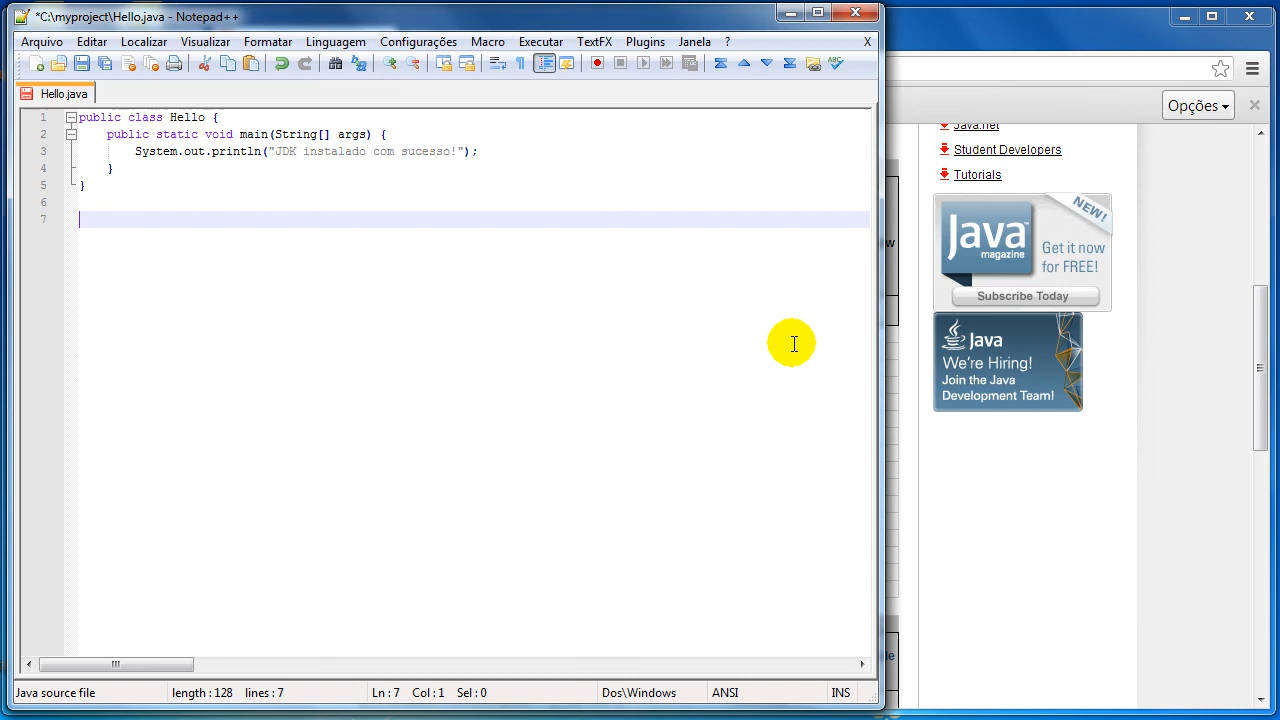 *C:\myproject\Hello.java - Notepad++
Arquivo Editar Localizar Visualizar Formatar Linguagem Configurações Macro Executar TextFX Plugins Janela ? X
Hello.java
1 public class Hello {
2 public static void main(String[] args) {
3 System.out.println("JDK instalado com sucesso!");
4 }
5 }
6
7
Java source file length : 128 lines : 7 Ln : 7 Col : 1 Sel : 0 Dos\Windows ANSI INS
Opções
Java.net
Student Developers
Tutorials
NEW!
Java
magazine
Get it now
for FREE!
Subscribe Today
Java
We're Hiring!
Join the Java
Development Team!